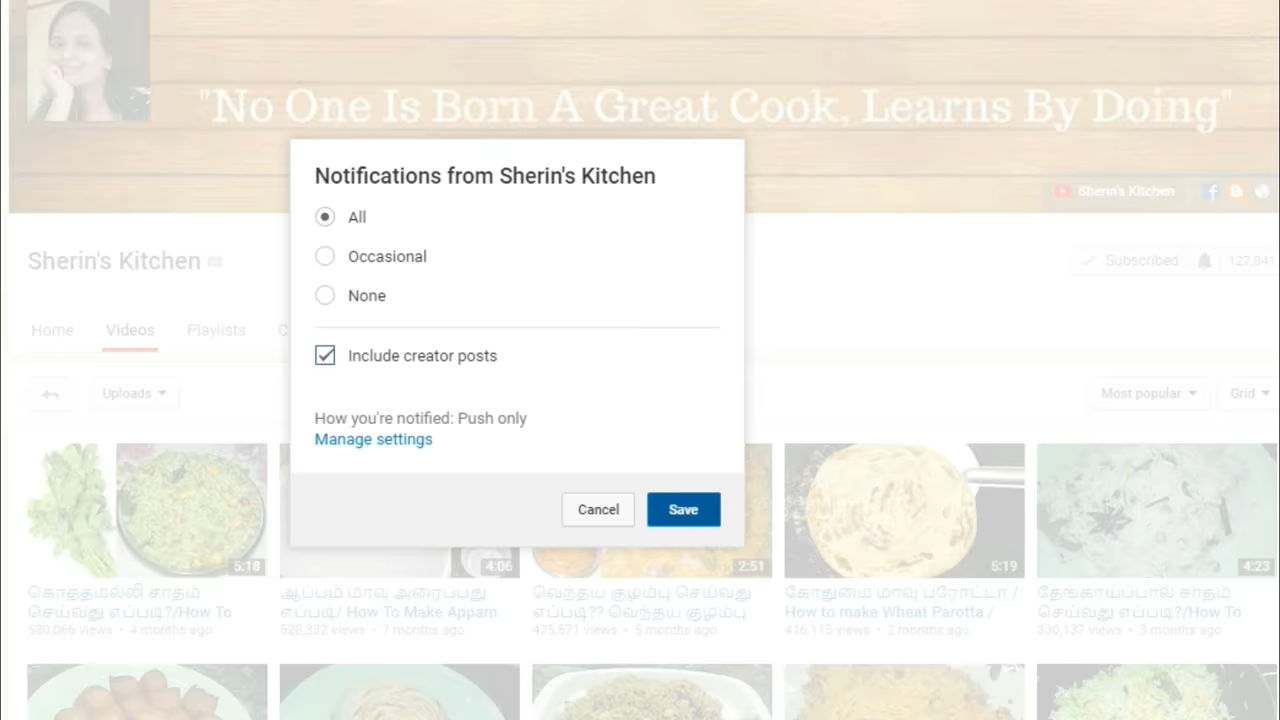 "No One Is Born A Great Cook, Learns By Doing"
Sherin's Kitchen
Notifications from Sherin's Kitchen
All
Occasional
None
Include creator posts
How you're notified: Push only
Manage settings
Cancel
Save
Sherin's Kitchen
Subscribed 127,841
Home Videos Playlists C
Uploads
Most popular
Grid
5:18
கொத்தமல்லி சாதம்
செய்வது எப்படி?/How To
580,066 views • 4 months ago
4:06
ஆப்பம் மாவு அரைப்பது
எப்படி/ How To Make Appam
528,332 views • 7 months ago
2:51
வெந்தய குழம்பு செய்வது
எப்படி?? வெந்தய குழம்பு
475,571 views • 5 months ago
5:19
கோதுமை மாவு பரோட்டா /
How to make Wheat Parotta /
416,115 views • 2 months ago
4:23
தேங்காய்ப்பால் சாதம்
செய்வது எப்படி?/How To
330,137 views • 3 months ago